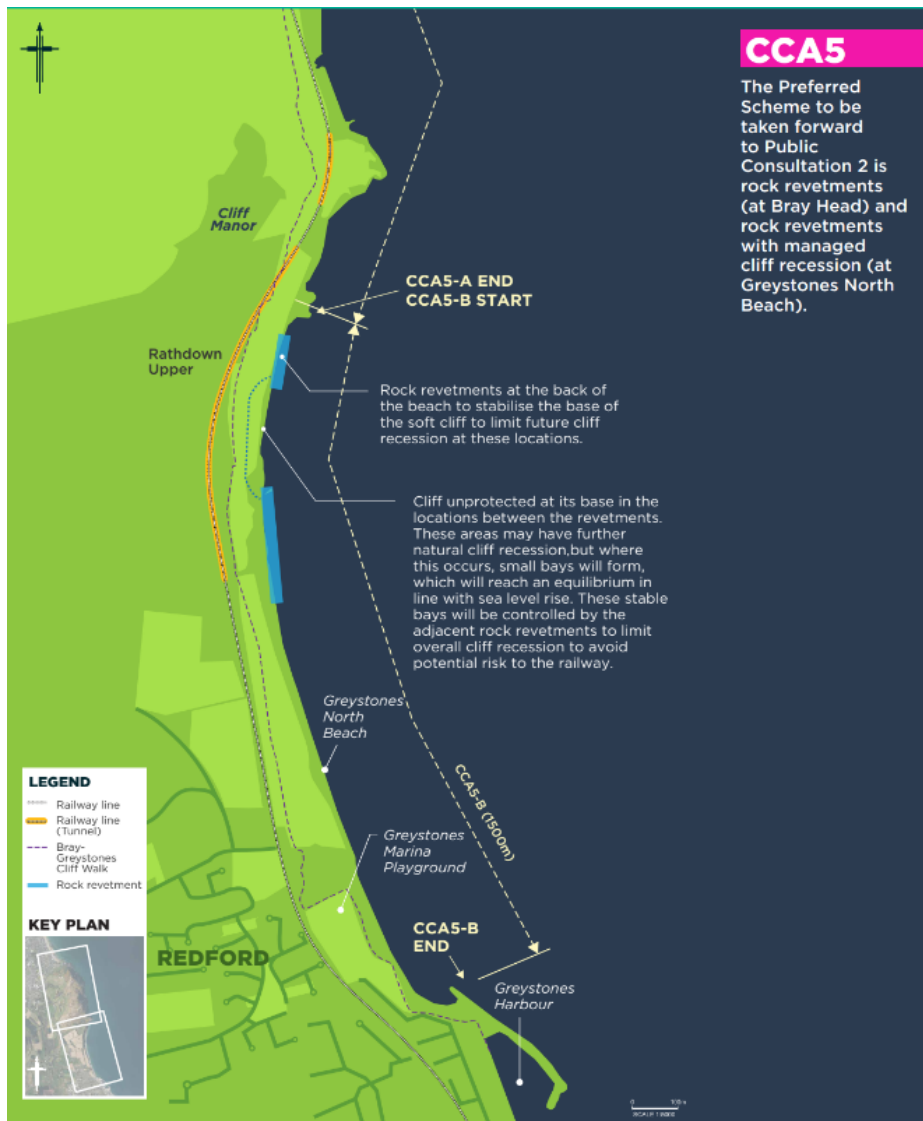 CCA5
The Preferred
Scheme to be
taken forward
to Public
Consultation 2 is
rock revetments
(at Bray Head) and
rock revetments
with managed
cliff recession (at
Greystones North
Beach).
Cliff
Manor
CCA5-A END
CCA5-B START
Rathdown
Upper
Rock revetments at the back of
the beach to stabilise the base of
the soft cliff to limit future cliff
recession at these locations.
Cliff unprotected at its base in the
locations between the revetments.
These areas may have further
natural cliff recession,but where
this occurs, small bays will form,
which will reach an equilibrium in
line with sea level rise. These stable
bays will be controlled by the
adjacent rock revetments to limit
overall cliff recession to avoid
potential risk to the railway.
Greystones
North
Beach
CCA5-B (1500m)
LEGEND
Railway line
Railway line
(Tunnel)
Bray-
Greystones
Cliff Walk
Rock revetment
Greystones
Marina
Playground
KEY PLAN
REDFORD
CCA5-B
END
Greystones
Harbour
0 100m